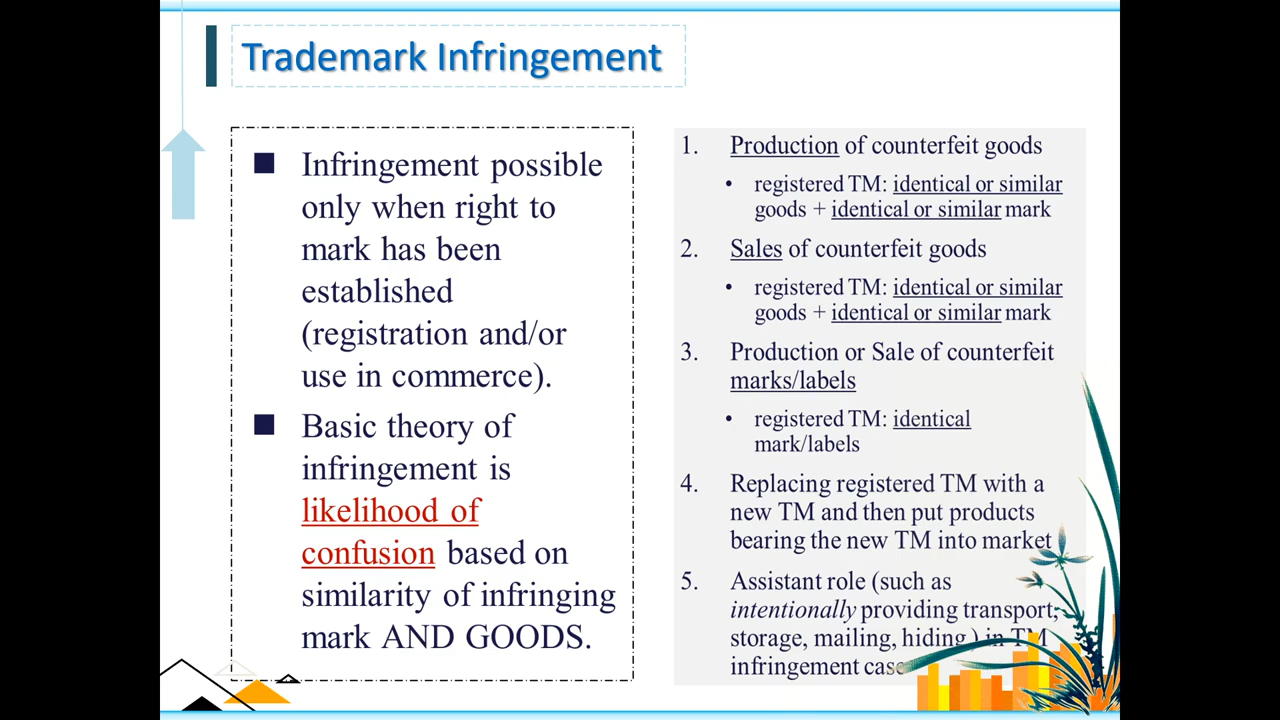 Trademark Infringement
■ Infringement possible
only when right to
mark has been
established
(registration and/or
use in commerce).
■ Basic theory of
infringement is
likelihood of
confusion based on
similarity of infringing
mark AND GOODS.
1. Production of counterfeit goods
• registered TM: identical or similar
goods + identical or similar mark
2. Sales of counterfeit goods
• registered TM: identical or similar
goods + identical or similar mark
3. Production or Sale of counterfeit
marks/labels
• registered TM: identical
mark/labels
4. Replacing registered TM with a
new TM and then put products
bearing the new TM into market
5. Assistant role (such as
intentionally providing transport,
storage, mailing, hiding ) in TM
infringement case